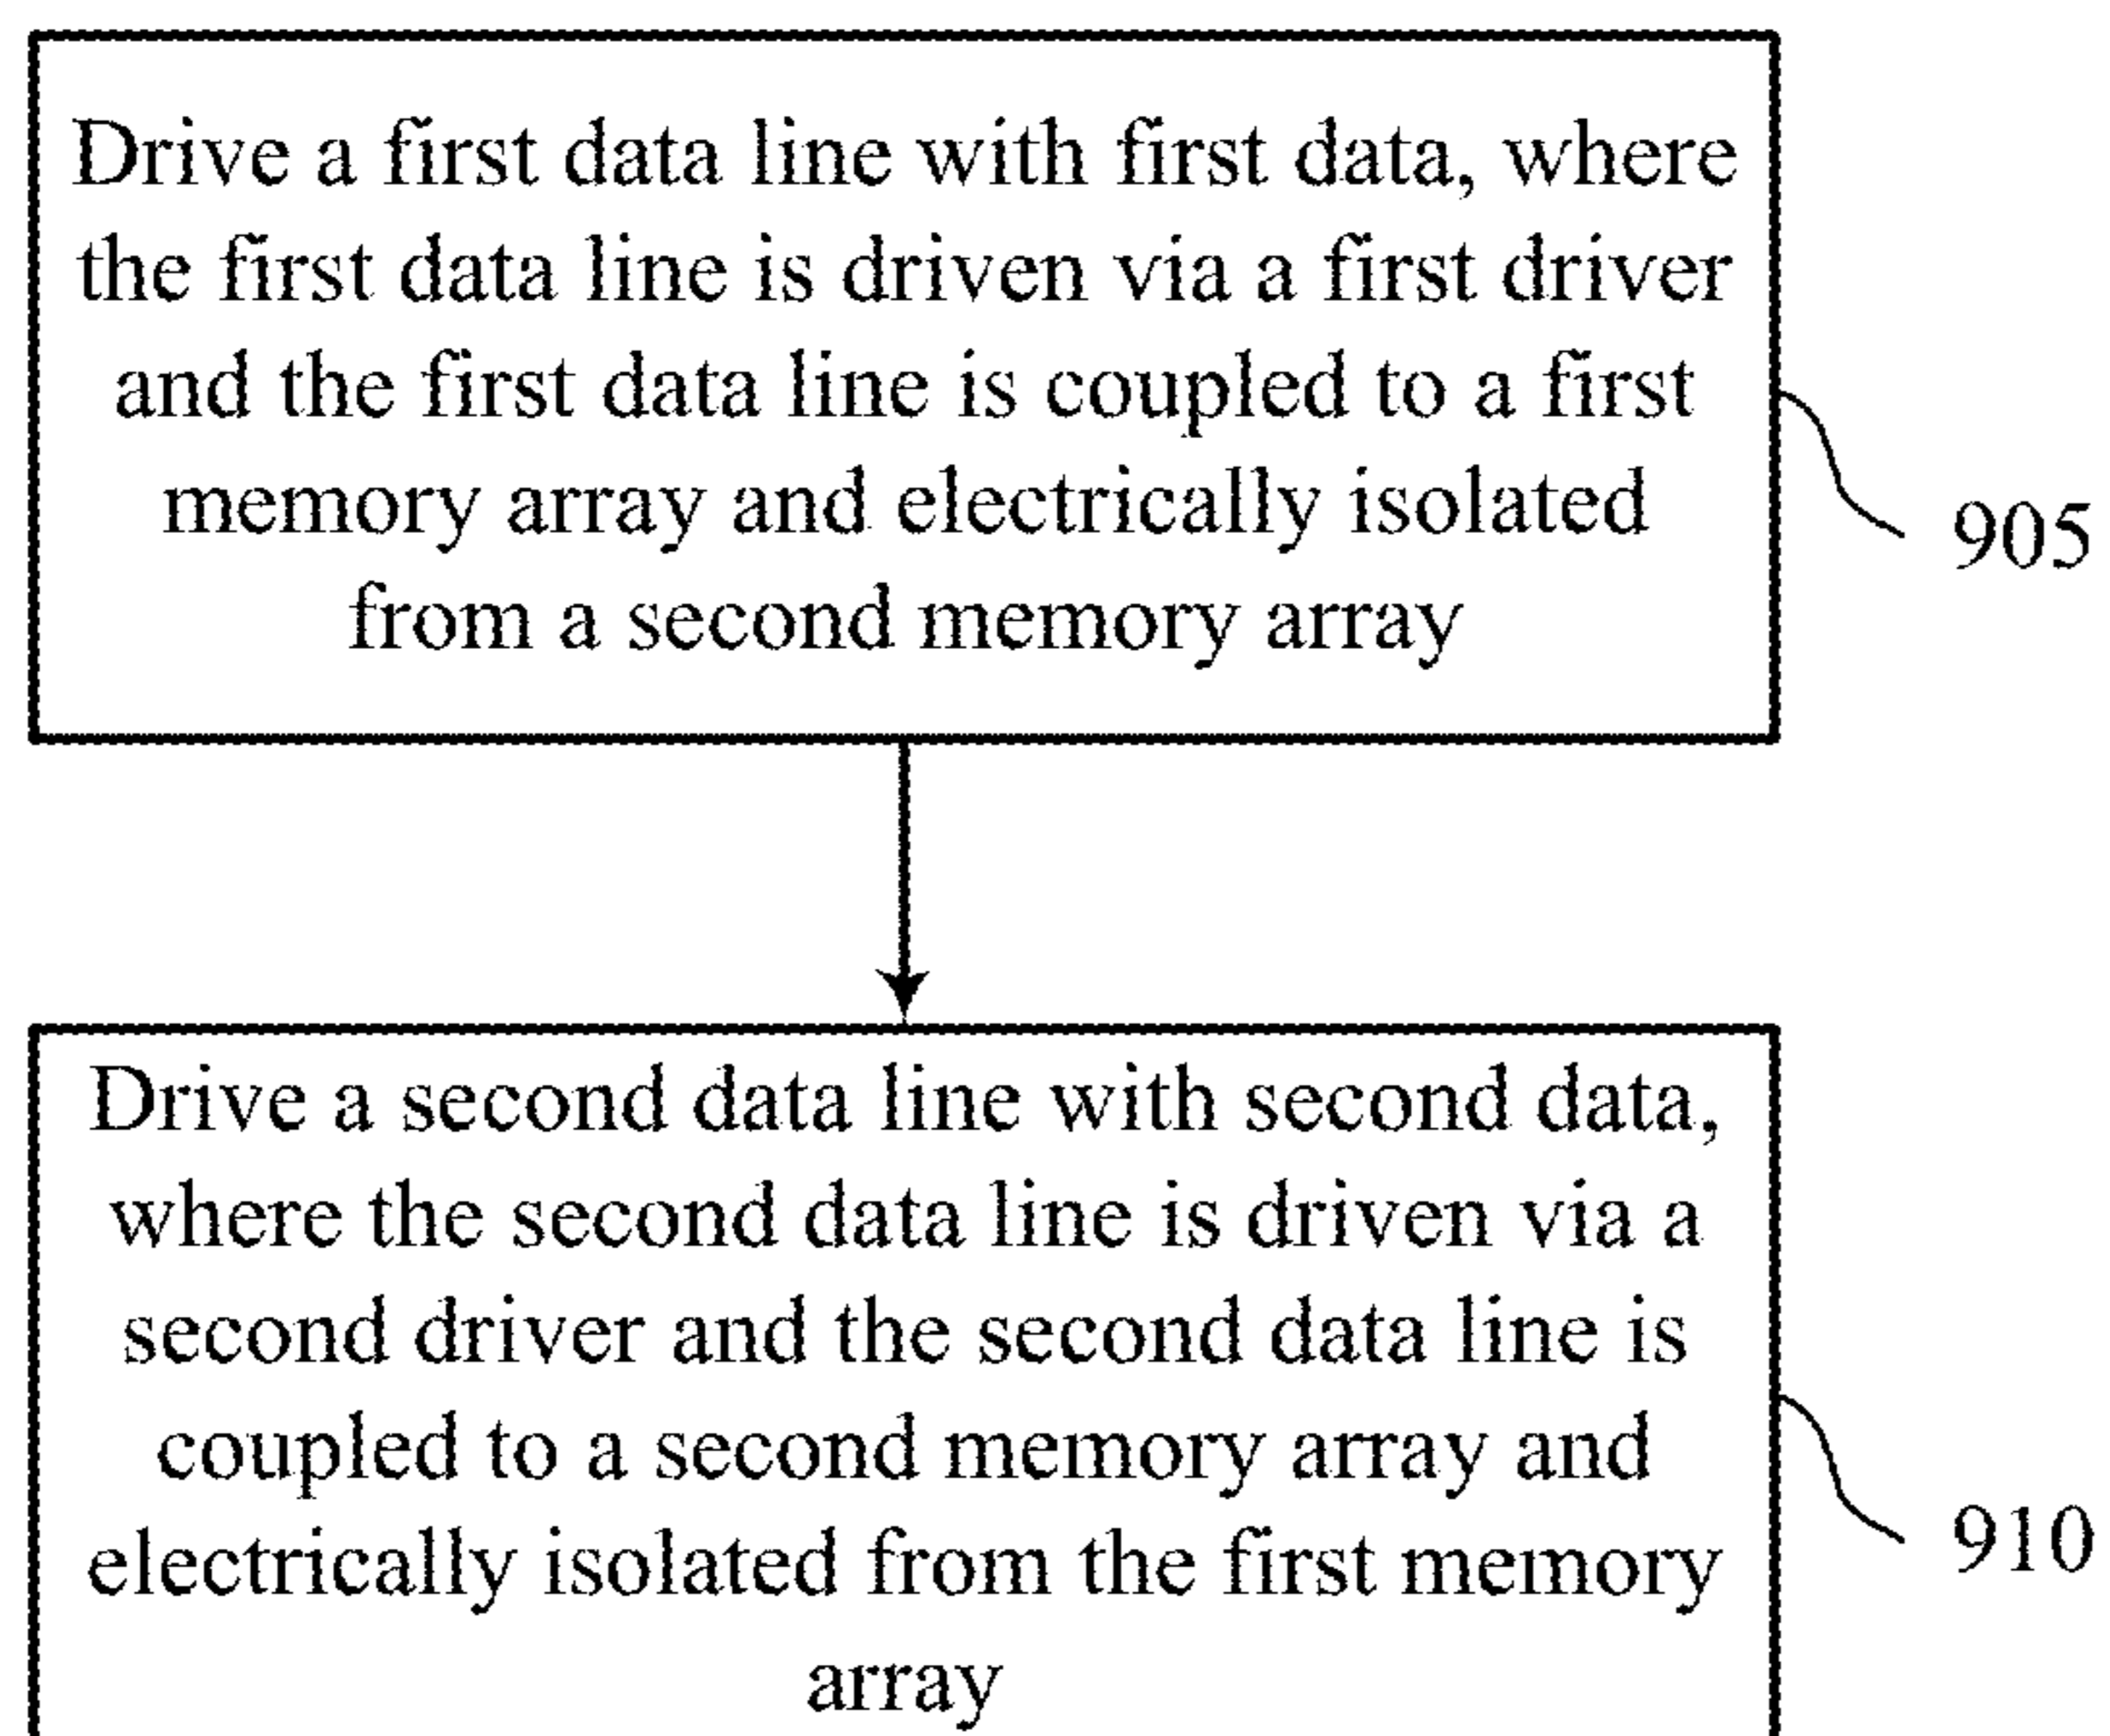 Drive a first data line with first data, where
the first data line is driven via a first driver
and the first data line is coupled to a first
memory array and electrically isolated
from a second memory array
905
Drive a second data line with second data,
where the second data line is driven via a
second driver and the second data line is
coupled to a second memory array and
electrically isolated from the first memory
array
910